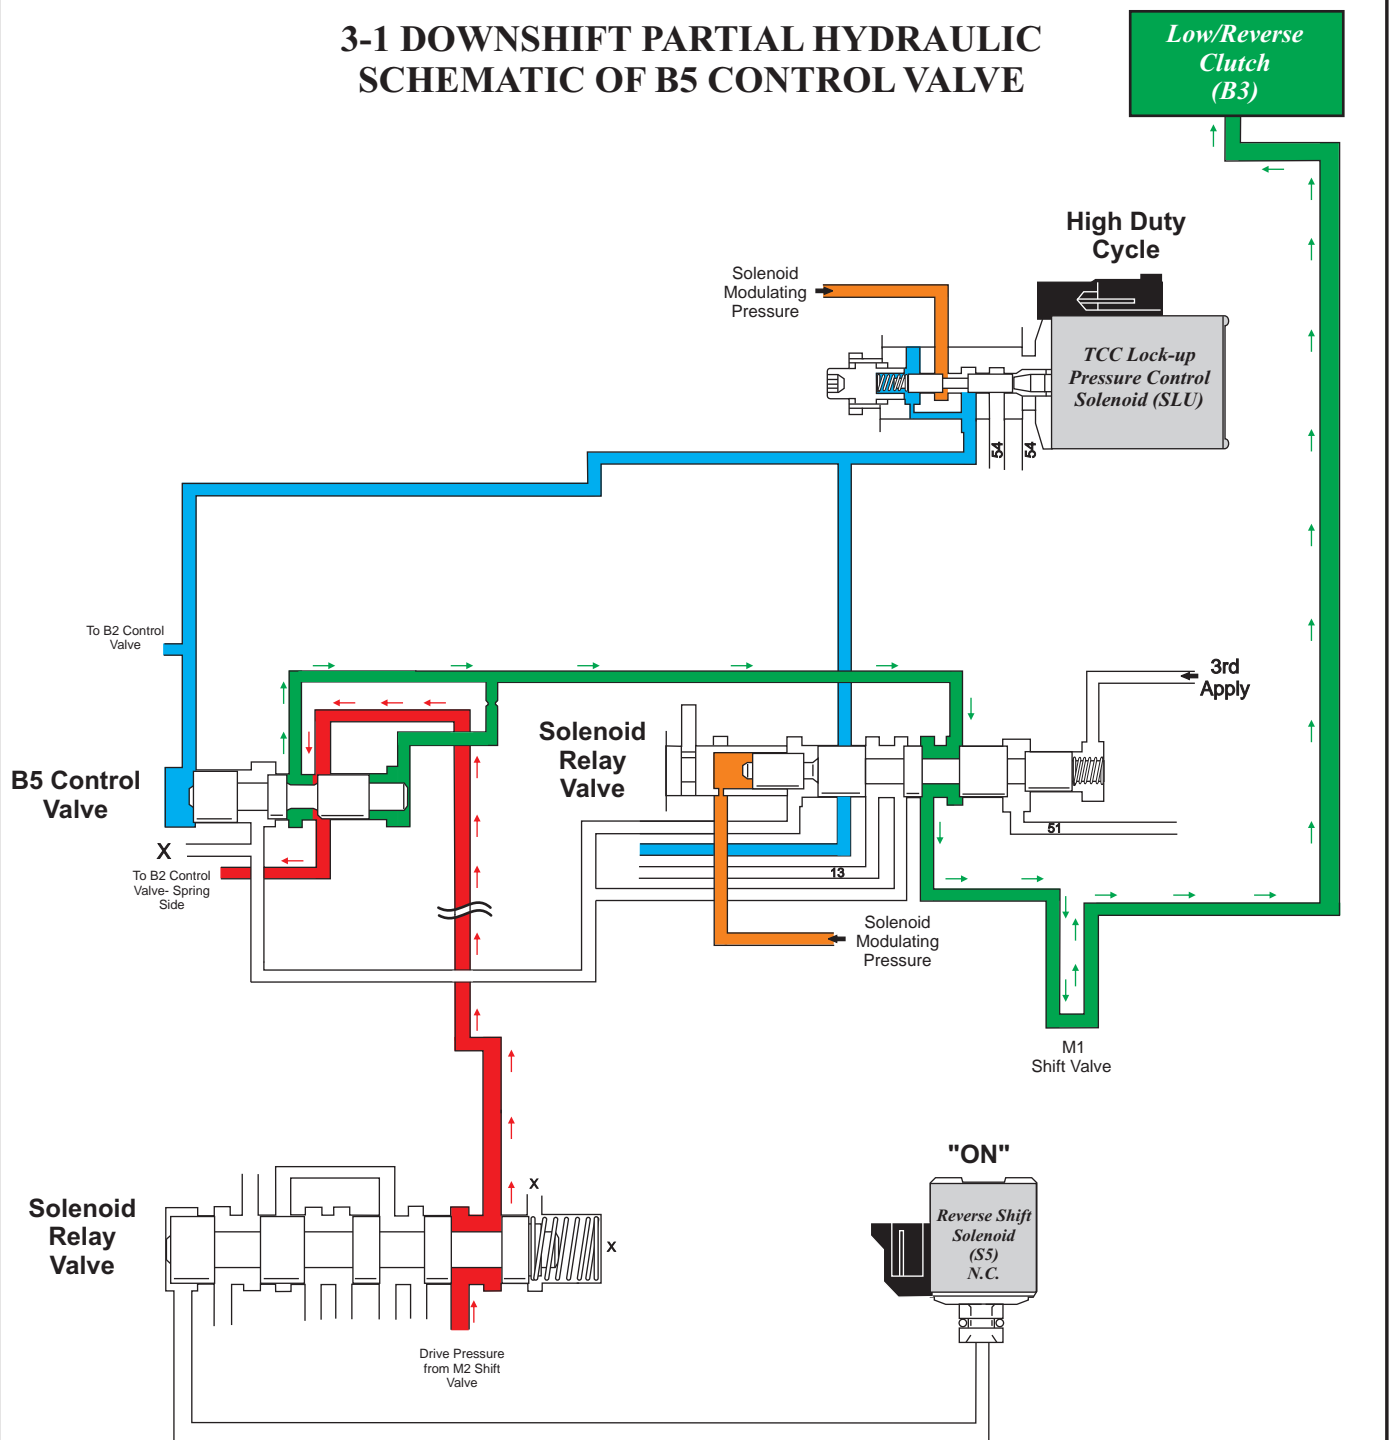 3-1 DOWNSHIFT PARTIAL HYDRAULIC
SCHEMATIC OF B5 CONTROL VALVE
Low/Reverse
Clutch
(B3)
High Duty
Cycle
Solenoid
Modulating
Pressure
TCC Lock-up
Pressure Control
Solenoid (SLU)
54
54
To B2 Control
Valve
3rd
Apply
Solenoid
Relay
Valve
B5 Control
Valve
51
X
13
To B2 Control
Valve- Spring
Side
Solenoid
Modulating
Pressure
M1
Shift Valve
"ON"
X
Solenoid
Relay
Valve
X
Reverse Shift
Solenoid
(S5)
N.C.
Drive Pressure
from M2 Shift
Valve